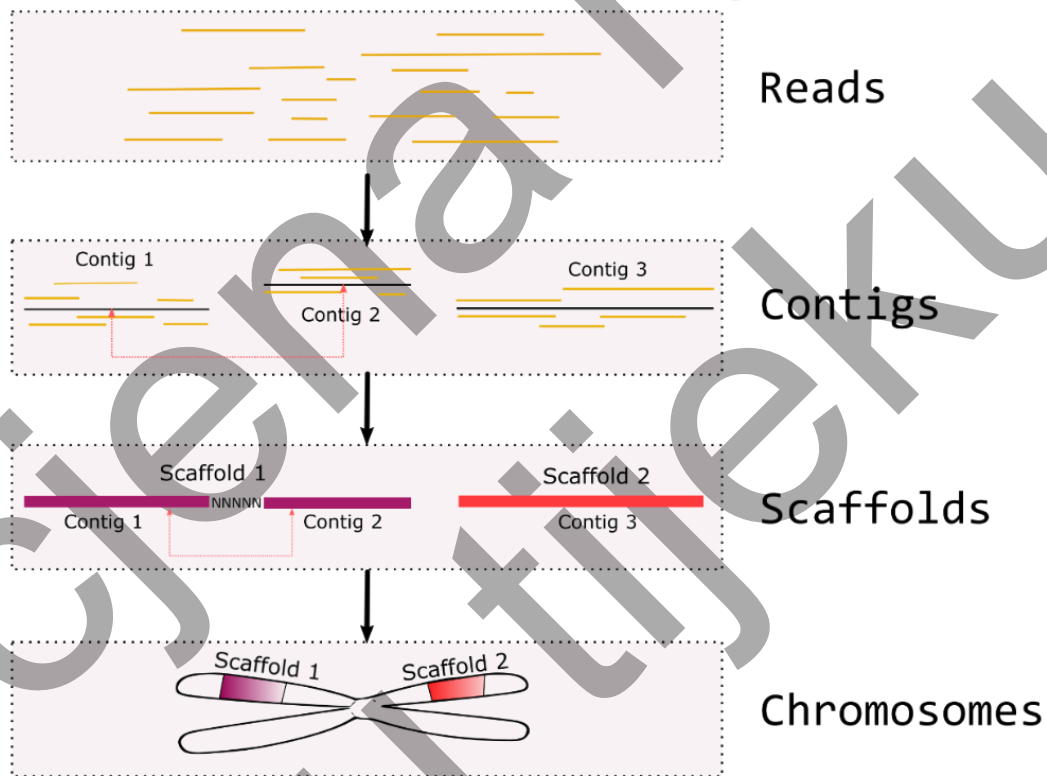 Reads
Contig 1
Contig 2
Contig 3
Contigs
Scaffold 1
NNNNN
Contig 1
Contig 2
Scaffold 2
Contig 3
Scaffolds
Scaffold 1
Scaffold 2
Chromosomes
tijeku